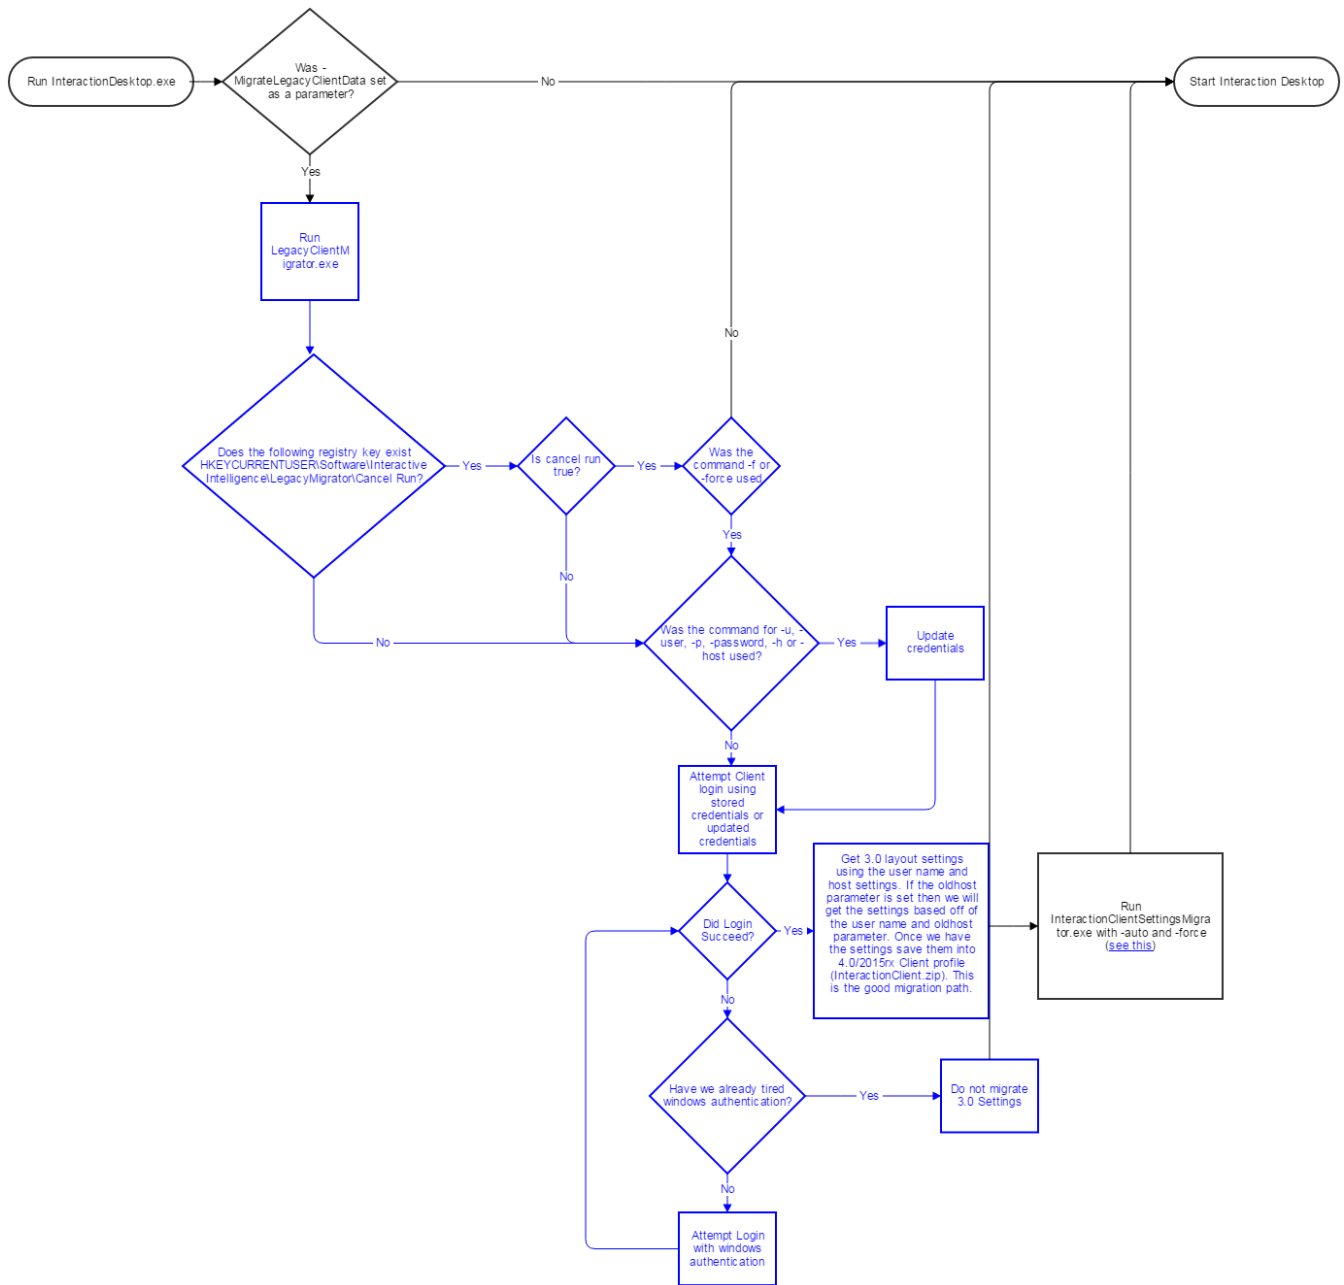 Was -
MigrateLegacyClientData set
as a parameter?
Run InteractionDesktop.exe
No
Start Interaction Desktop
Yes
Run
LegacyClientM
igrator.exe
No
Does the following registry key exist
HKEYCURRENTUSER\Software\Interactive
Intelligence\LegacyMigrator\Cancel Run?
Yes
Is cancel run
true?
Yes
Was the
command -f or
-force used
Yes
No
No
Was the command for -u, -
user, -p, -password, -h or -
host used?
Yes
Update
credentials
No
Attempt Client
login using
stored
credentials or
updated
credentials
Did Login
Succeed?
Yes
Get 3.0 layout settings
using the user name and
host settings. If the oldhost
parameter is set then we will
get the settings based off of
the user name and oldhost
parameter. Once we have
the settings save them into
4.0/2015rx Client profile
(InteractionClient.zip). This
is the good migration path.
Run
InteractionClientSettingsMigra
tor.exe with -auto and -force
(see this)
No
Have we already tired
windows authentication?
Yes
Do not migrate
3.0 Settings
No
Attempt Login
with windows
authentication